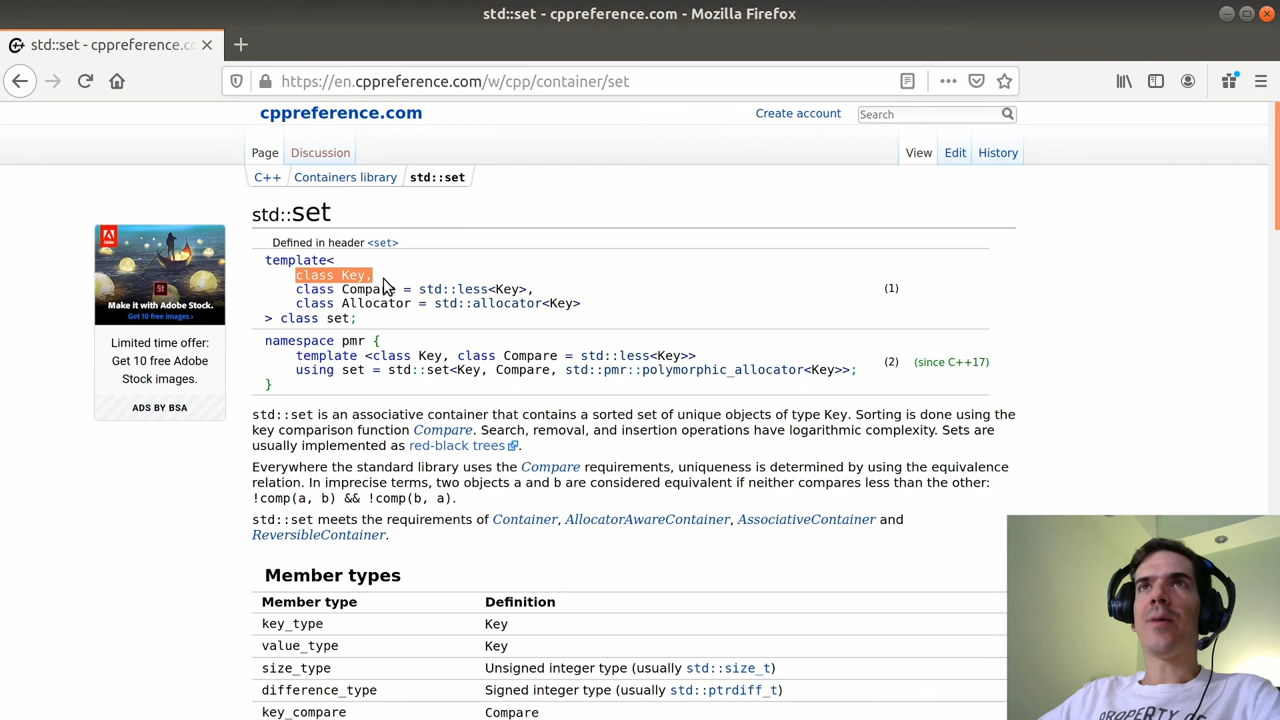 std::set - cppreference.com - Mozilla Firefox
std::set - cppreference.co
https://en.cppreference.com/w/cpp/container/set
cppreference.com
Create account
Search
Page
Discussion
View
Edit
History
C++
Containers library
std::set
std::set
Defined in header <set>
template<
class Key,
class Compare = std::less<Key>,
class Allocator = std::allocator<Key>
> class set;
(1)
namespace pmr {
template <class Key, class Compare = std::less<Key>>
using set = std::set<Key, Compare, std::pmr::polymorphic_allocator<Key>>;
}
(2)
(since C++17)
Make it with Adobe Stock.
Get 10 free images ›
St
Limited time offer:
Get 10 free Adobe
Stock images.
ADS BY BSA
std::set is an associative container that contains a sorted set of unique objects of type Key. Sorting is done using the
key comparison function Compare. Search, removal, and insertion operations have logarithmic complexity. Sets are
usually implemented as red-black trees.
Everywhere the standard library uses the Compare requirements, uniqueness is determined by using the equivalence
relation. In imprecise terms, two objects a and b are considered equivalent if neither compares less than the other:
!comp(a, b) && !comp(b, a).
std::set meets the requirements of Container, AllocatorAwareContainer, AssociativeContainer and
ReversibleContainer.
Member types
Member type Definition
key_type Key
value_type Key
size_type Unsigned integer type (usually std::size_t)
difference_type Signed integer type (usually std::ptrdiff_t)
key_compare Compare
PROPERTY OF